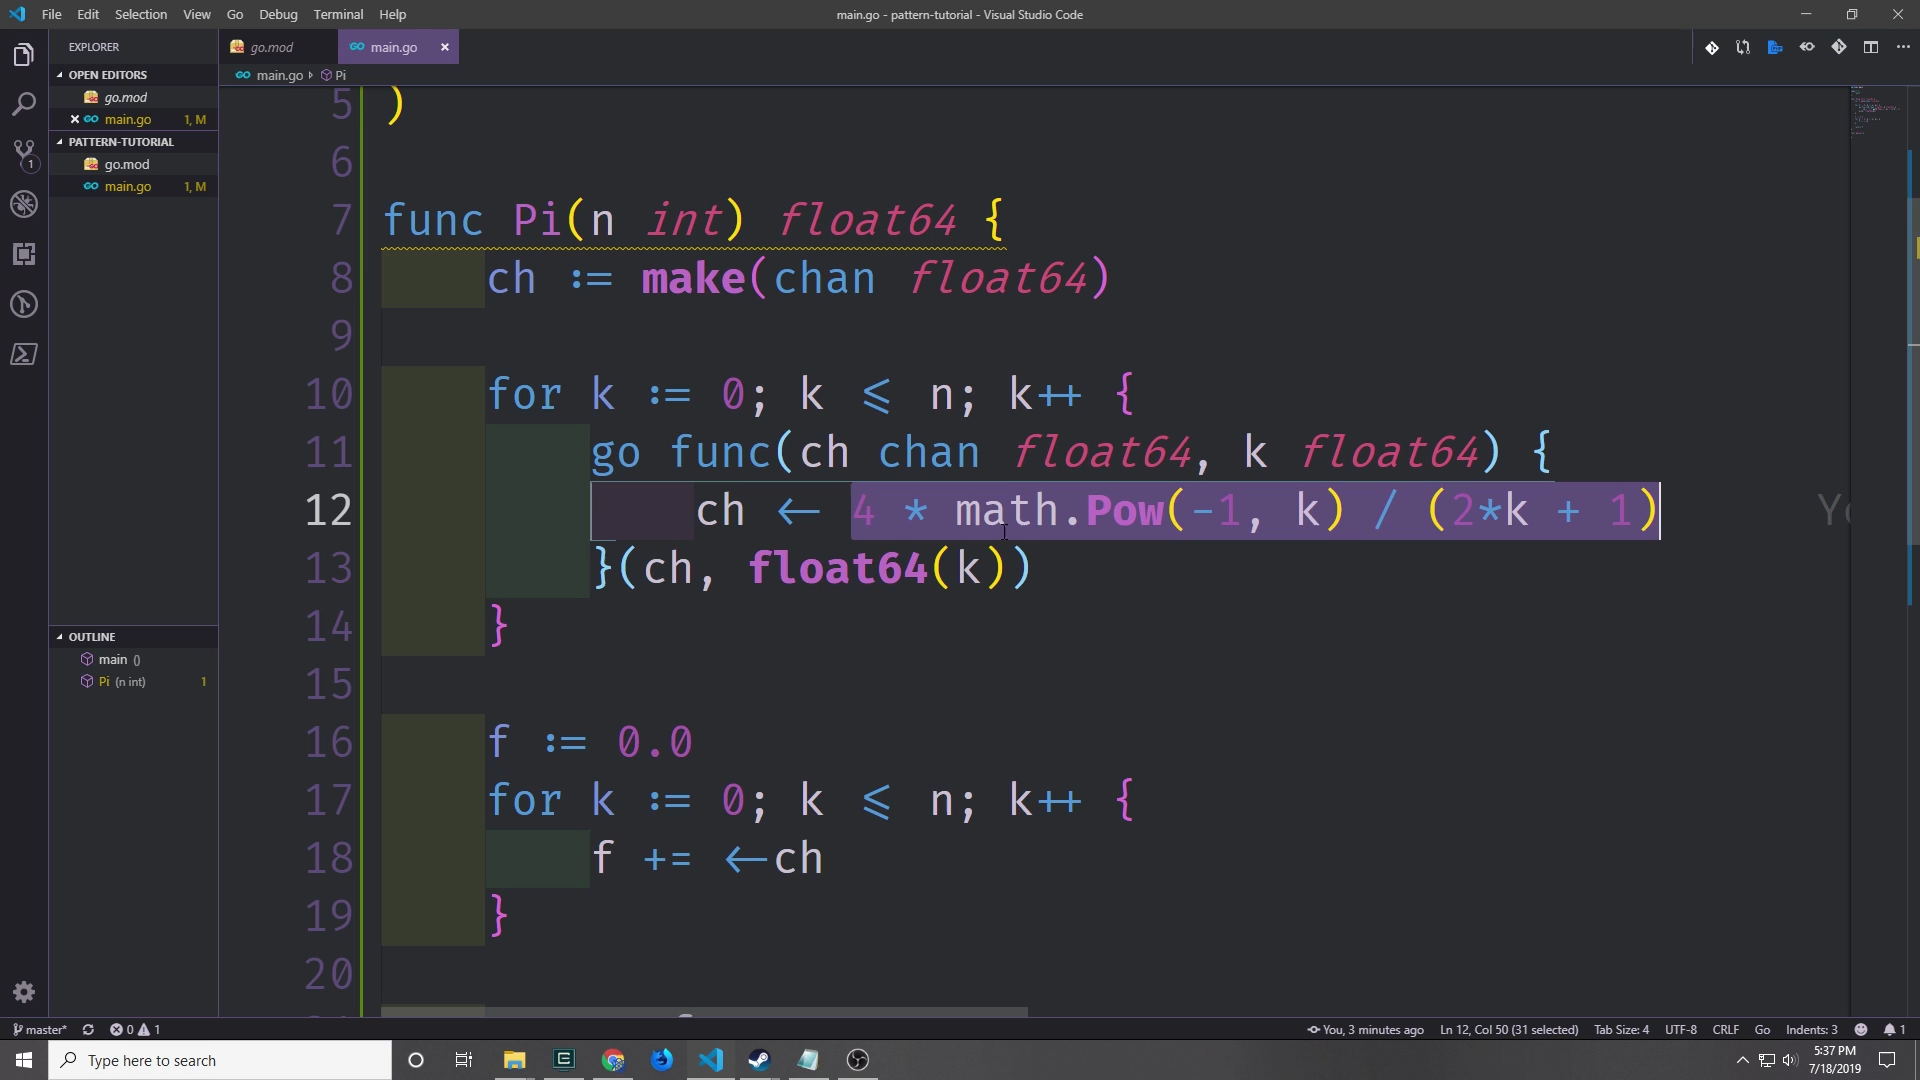 File Edit Selection View Go Debug Terminal Help
main.go - pattern-tutorial - Visual Studio Code
EXPLORER
OPEN EDITORS
go.mod
main.go 1, M
PATTERN-TUTORIAL
go.mod
main.go 1, M
OUTLINE
main ()
Pi (n int) 1
1
go.mod
main.go
main.go Pi
5 )
6
7 func Pi(n int) float64 {
8 ch := make(chan float64)
9
10 for k := 0; k <= n; k++ {
11 go func(ch chan float64, k float64) {
12 ch <- 4 * math.Pow(-1, k) / (2*k + 1)
13 }(ch, float64(k))
14 }
15
16 f := 0.0
17 for k := 0; k <= n; k++ {
18 f += <-ch
19 }
20
master* 0 1
You, 3 minutes ago Ln 12, Col 50 (31 selected) Tab Size: 4 UTF-8 CRLF Go Indents: 3 1
Type here to search
5:37 PM
7/18/2019